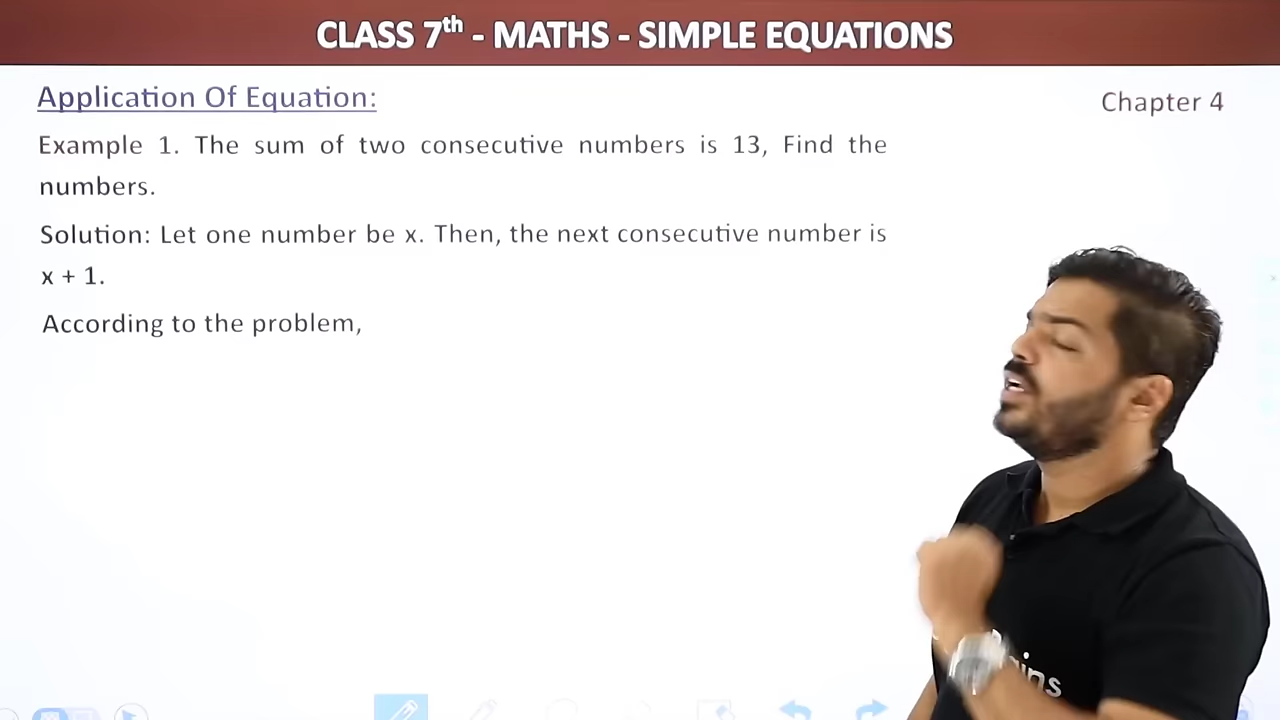 CLASS 7th - MATHS - SIMPLE EQUATIONS
Application Of Equation:
Chapter 4
Example 1. The sum of two consecutive numbers is 13, Find the
numbers.
Solution: Let one number be x. Then, the next consecutive number is
x + 1.
According to the problem,